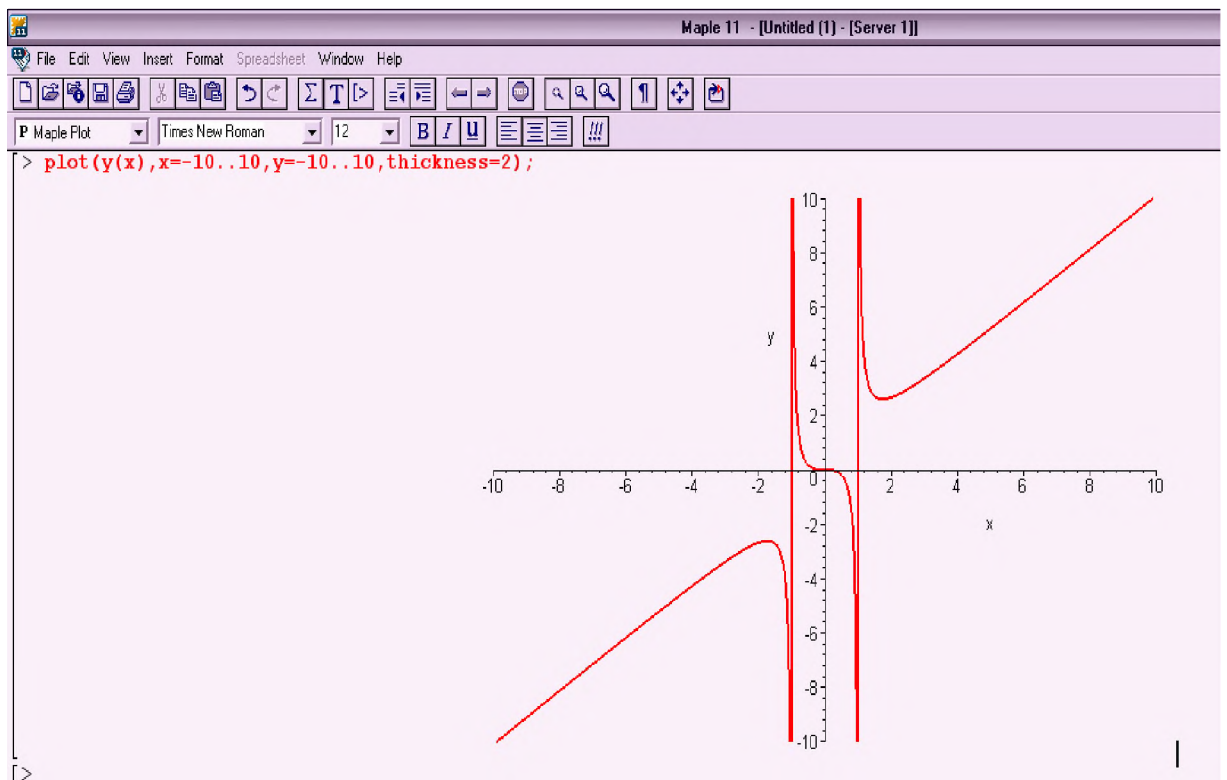 Maple 11 - [Untitled (1) - [Server 1]]
File Edit View Insert Format Spreadsheet Window Help
P Maple Plot Times New Roman 12 B I U !!!
[> plot(y(x),x=-10..10,y=-10..10,thickness=2);
10
8
6
y
4
2
-10 -8 -6 -4 -2 0 2 4 6 8 10
-2
x
-4
-6
-8
-10
[>